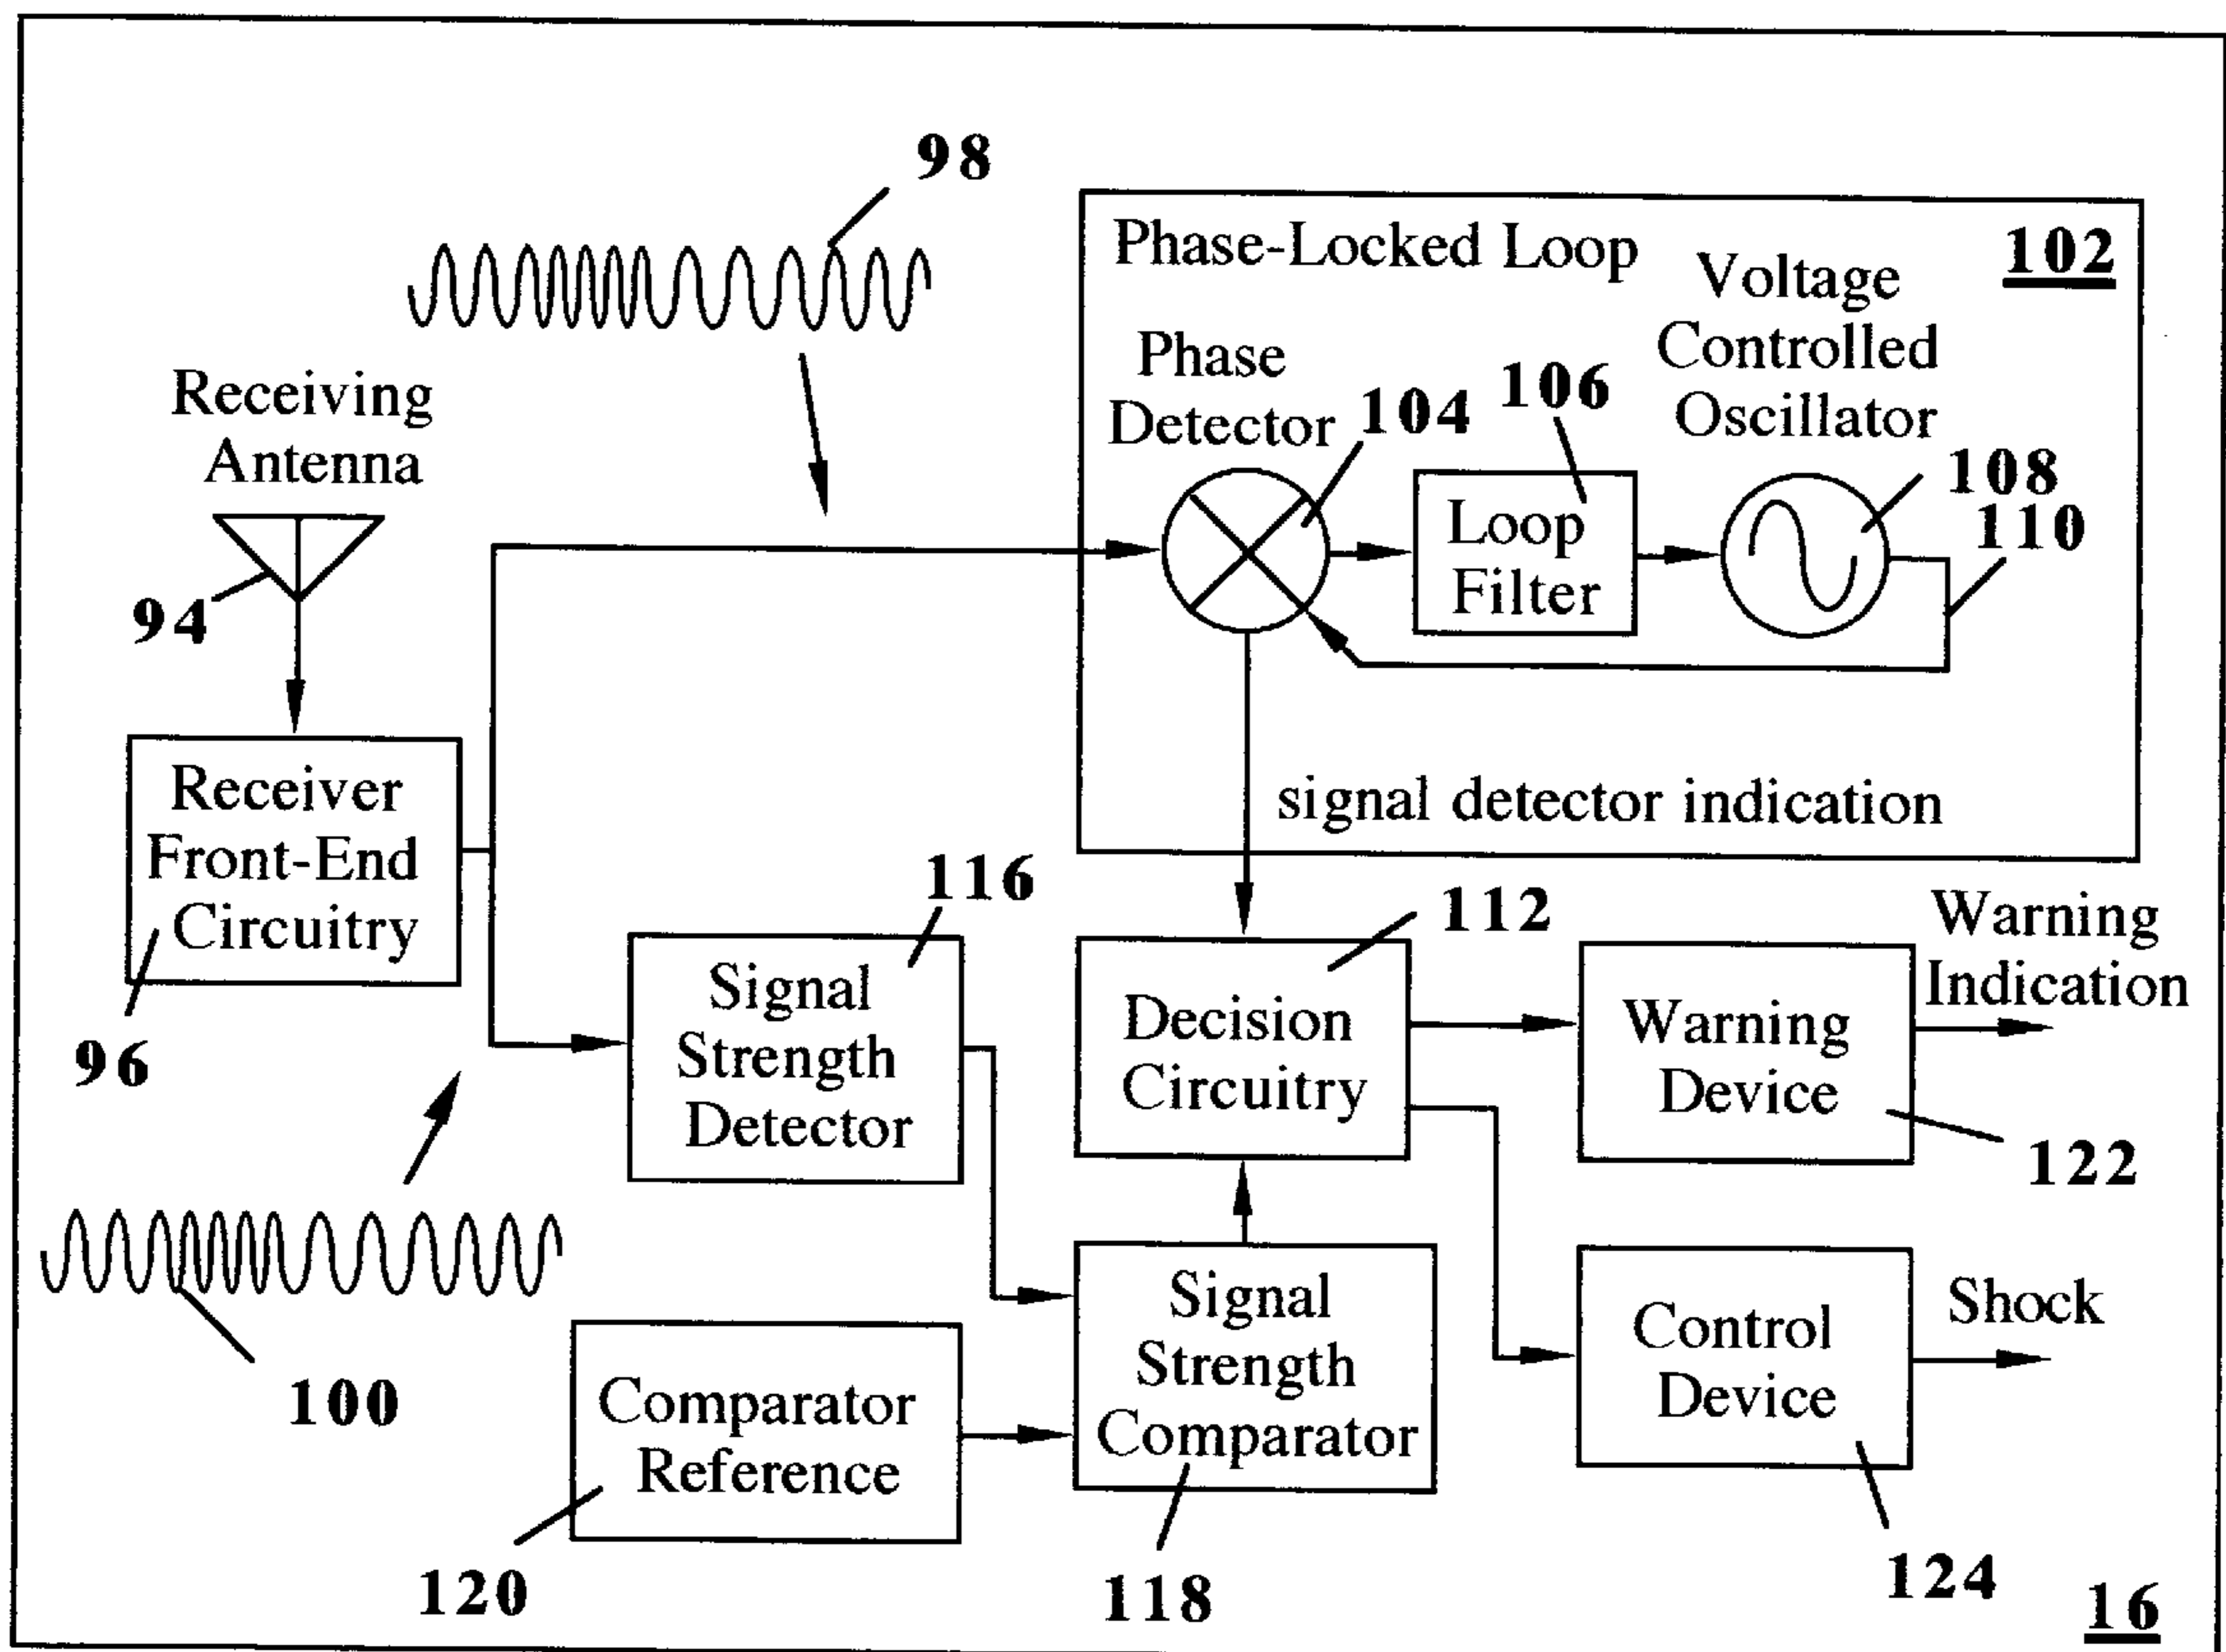 98
Phase-Locked Loop
102
Voltage
Controlled
Oscillator
Phase
Detector
104
106
108
110
Receiving
Antenna
94
Loop
Filter
signal detector indication
Receiver
Front-End
Circuitry
96
116
Signal
Strength
Detector
112
Decision
Circuitry
Warning
Device
Warning
Indication
122
100
Comparator
Reference
120
Signal
Strength
Comparator
118
Control
Device
Shock
124
16